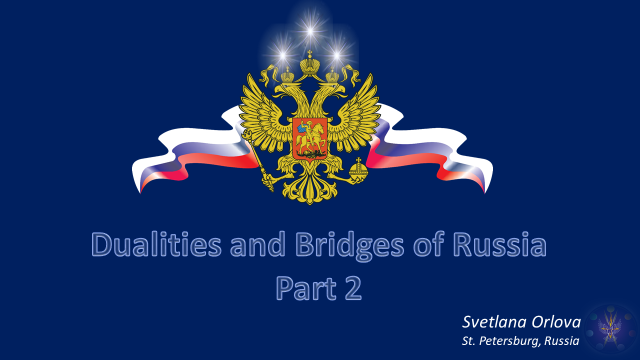 Dualities and Bridges of Russia
Part 2
Svetlana Orlova
St. Petersburg, Russia